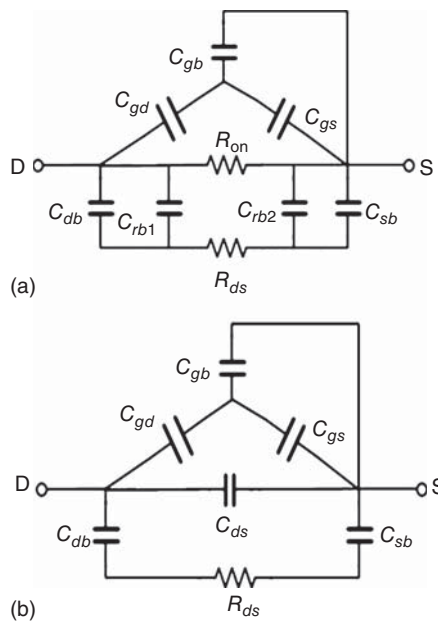 C_gb
C_gd C_gs
R_on
D S
C_db C_rb1 C_rb2 C_sb
R_ds
(a)
C_gb
C_gd C_gs
D S
C_db C_ds C_sb
R_ds
(b)